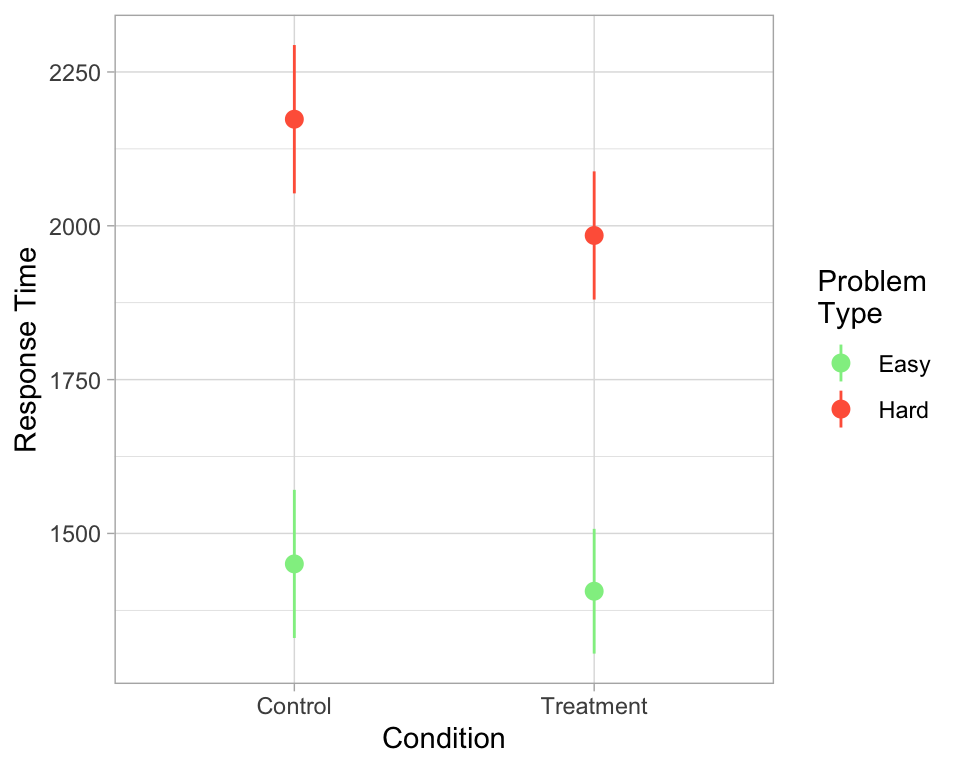 2250
2000
1750
1500
Response Time
Control
Treatment
Condition
Problem
Type
Easy
Hard